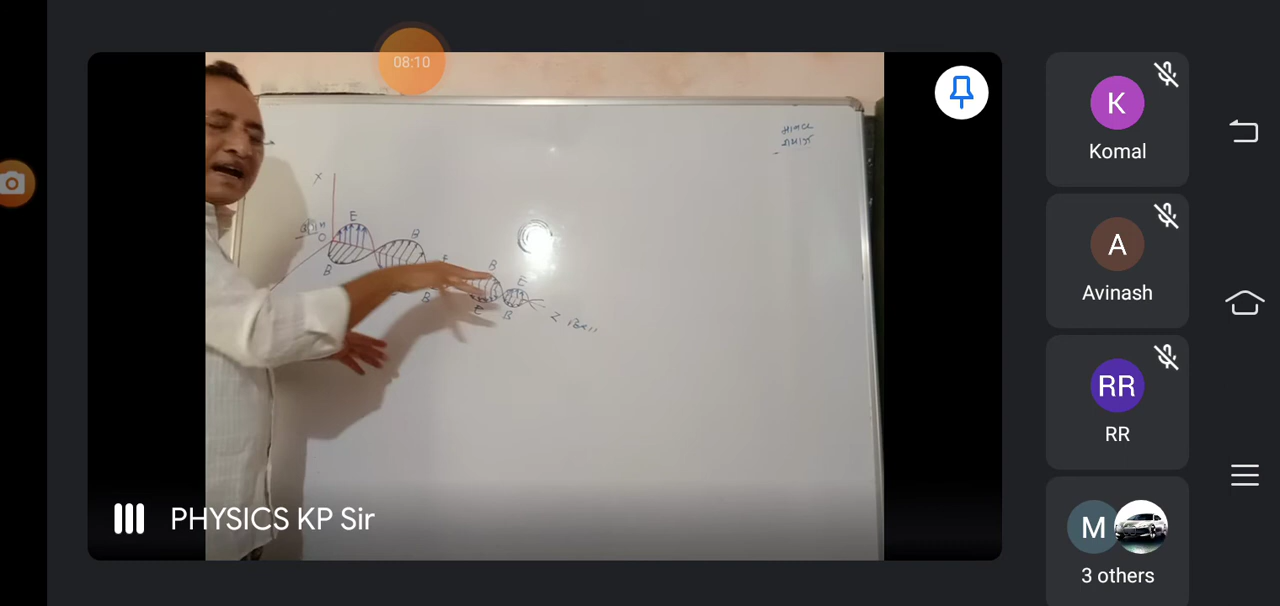 08:10
X
E
O
B
B
B
B
E
E
B
Z
PHYSICS KP Sir
K
Komal
A
Avinash
RR
RR
M
3 others